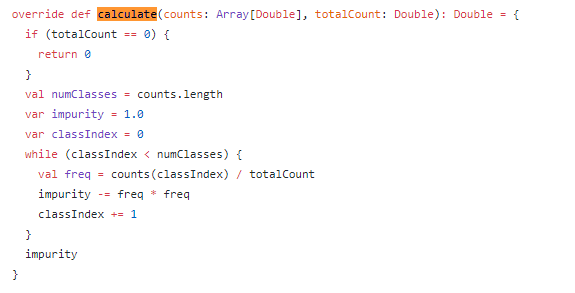 override def calculate(counts: Array[Double], totalCount: Double): Double = {
  if (totalCount == 0) {
    return 0
  }
  val numClasses = counts.length
  var impurity = 1.0
  var classIndex = 0
  while (classIndex < numClasses) {
    val freq = counts(classIndex) / totalCount
    impurity -= freq * freq
    classIndex += 1
  }
  impurity
}